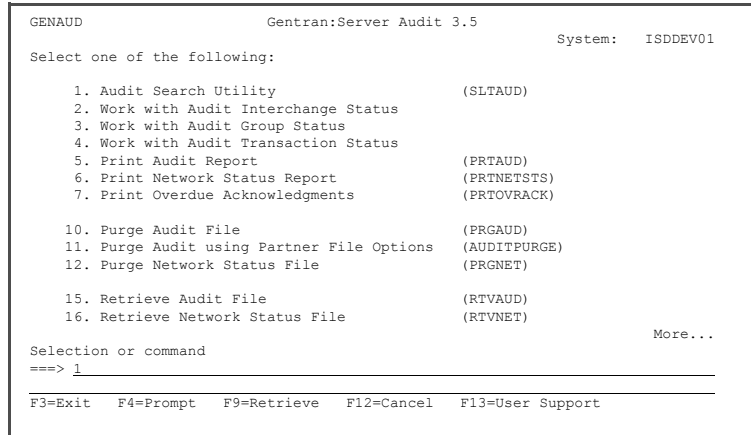 GENAUD Gentran:Server Audit 3.5
System: ISDDEV01
Select one of the following:
1. Audit Search Utility (SLTAUD)
2. Work with Audit Interchange Status
3. Work with Audit Group Status
4. Work with Audit Transaction Status
5. Print Audit Report (PRTAUD)
6. Print Network Status Report (PRTNETSTS)
7. Print Overdue Acknowledgments (PRTOVRACK)
10. Purge Audit File (PRGAUD)
11. Purge Audit using Partner File Options (AUDITPURGE)
12. Purge Network Status File (PRGNET)
15. Retrieve Audit File (RTVAUD)
16. Retrieve Network Status File (RTVNET)
More...
Selection or command
===> 1
F3=Exit F4=Prompt F9=Retrieve F12=Cancel F13=User Support